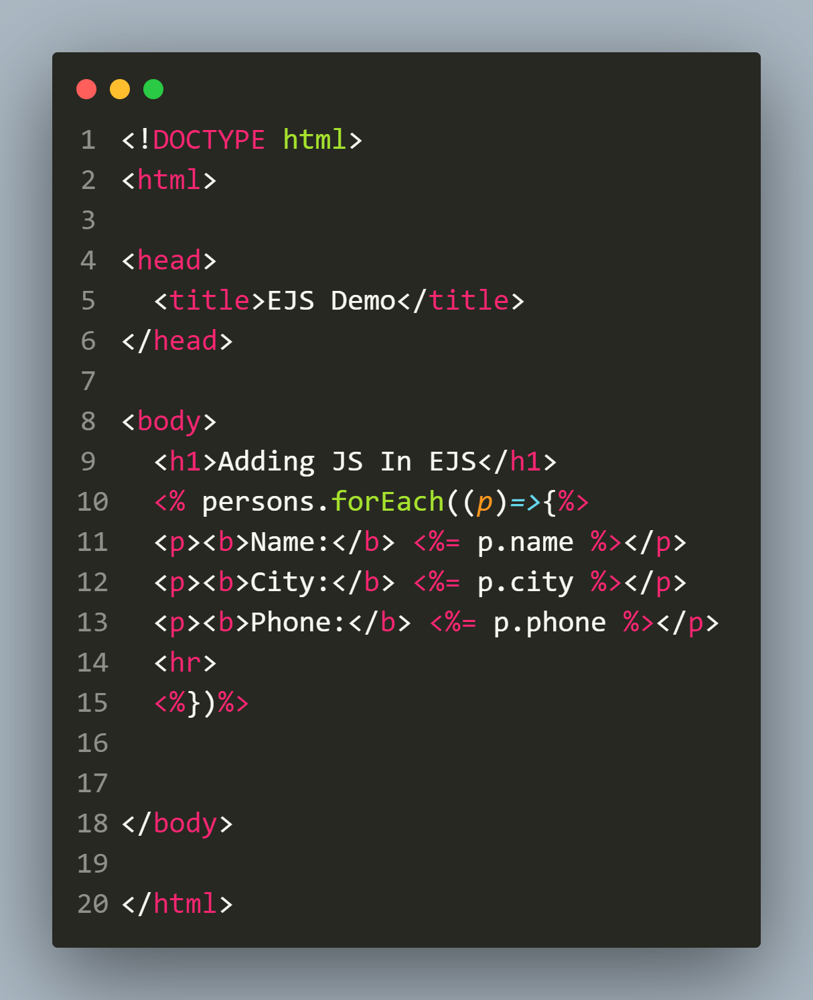 1 <!DOCTYPE html>
2 <html>
3
4 <head>
5   <title>EJS Demo</title>
6 </head>
7
8 <body>
9   <h1>Adding JS In EJS</h1>
10   <% persons.forEach((p)=>{%>
11   <p><b>Name:</b> <%= p.name %></p>
12   <p><b>City:</b> <%= p.city %></p>
13   <p><b>Phone:</b> <%= p.phone %></p>
14   <hr>
15   <%})%>
16
17
18 </body>
19
20 </html>